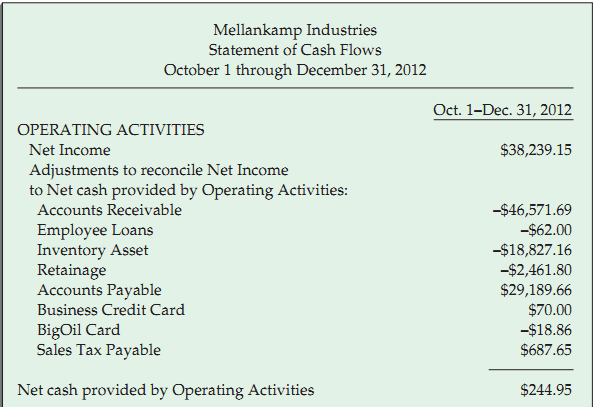 Mellankamp Industries
Statement of Cash Flows
October 1 through December 31, 2012
Oct. 1–Dec. 31, 2012
OPERATING ACTIVITIES
Net Income $38,239.15
Adjustments to reconcile Net Income
to Net cash provided by Operating Activities:
Accounts Receivable –$46,571.69
Employee Loans –$62.00
Inventory Asset –$18,827.16
Retainage –$2,461.80
Accounts Payable $29,189.66
Business Credit Card $70.00
BigOil Card –$18.86
Sales Tax Payable $687.65
Net cash provided by Operating Activities $244.95